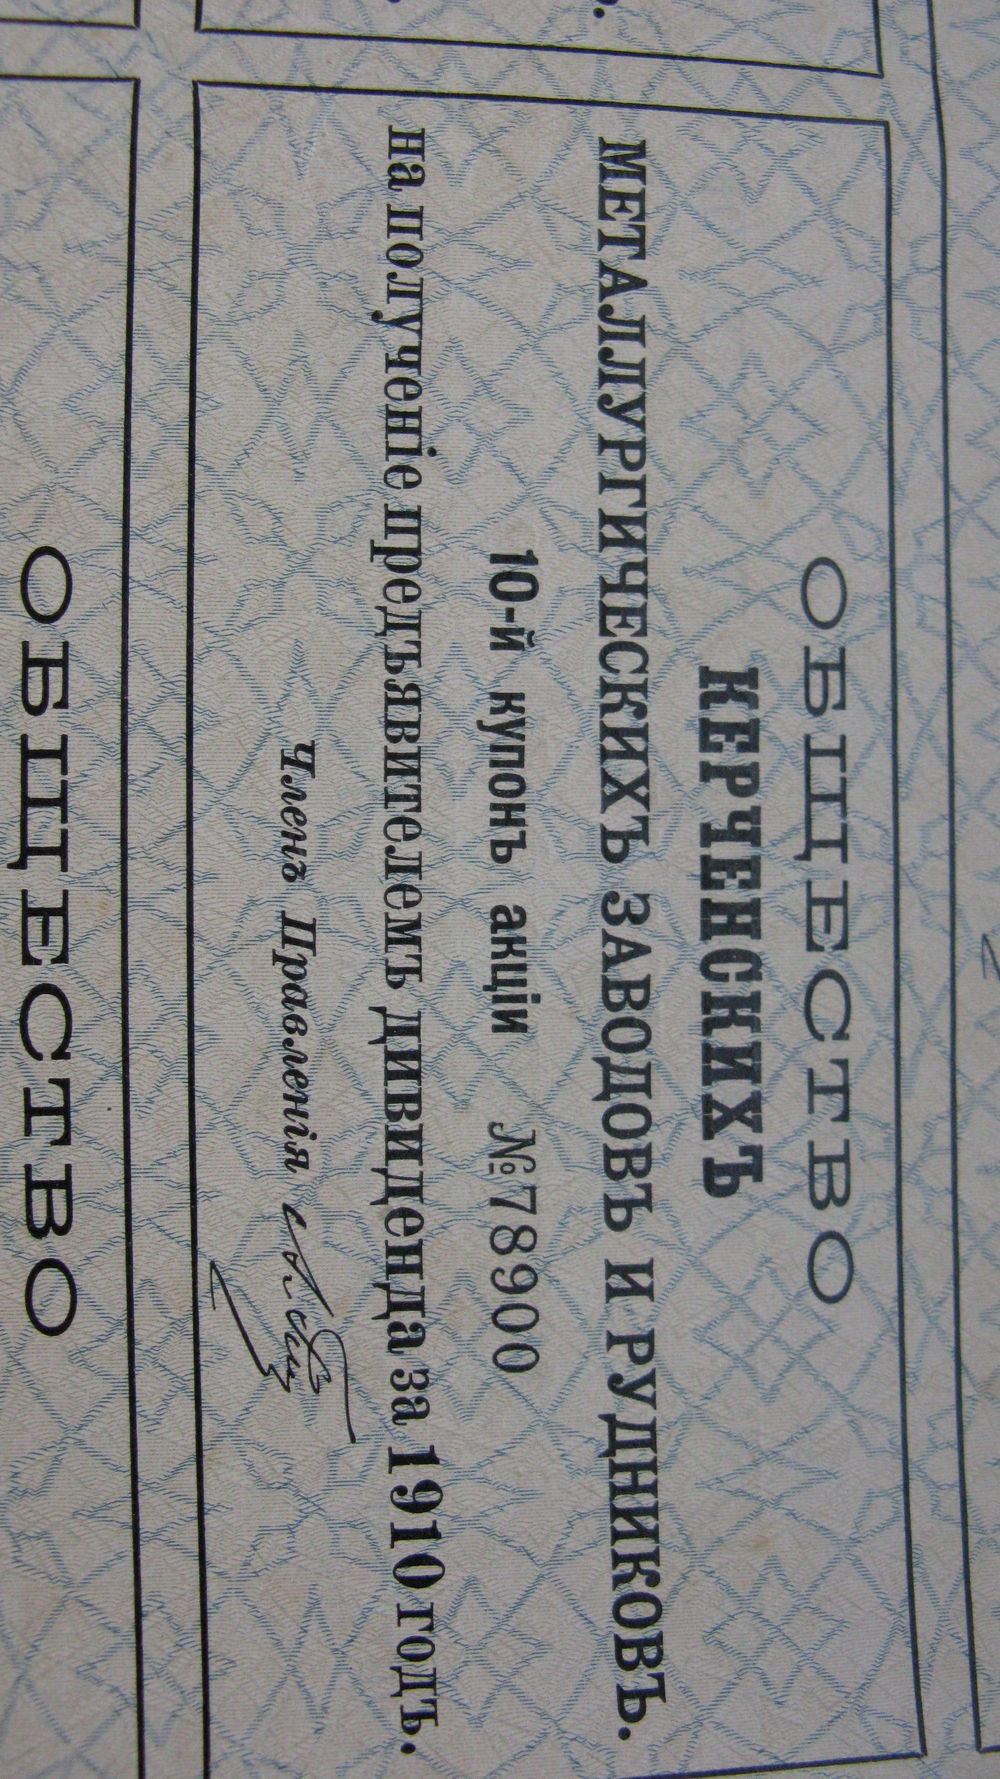 ОБЩЕСТВО
КЕРЧЕНСКИХЪ
МЕТАЛЛУРГИЧЕСКИХЪ ЗАВОДОВЪ И РУДНИКОВЪ.
10-й купонъ акціи №78900
на полученіе предъявителемъ дивиденда за 1910 годъ.
Членъ Правленія
ОБЩЕСТВО